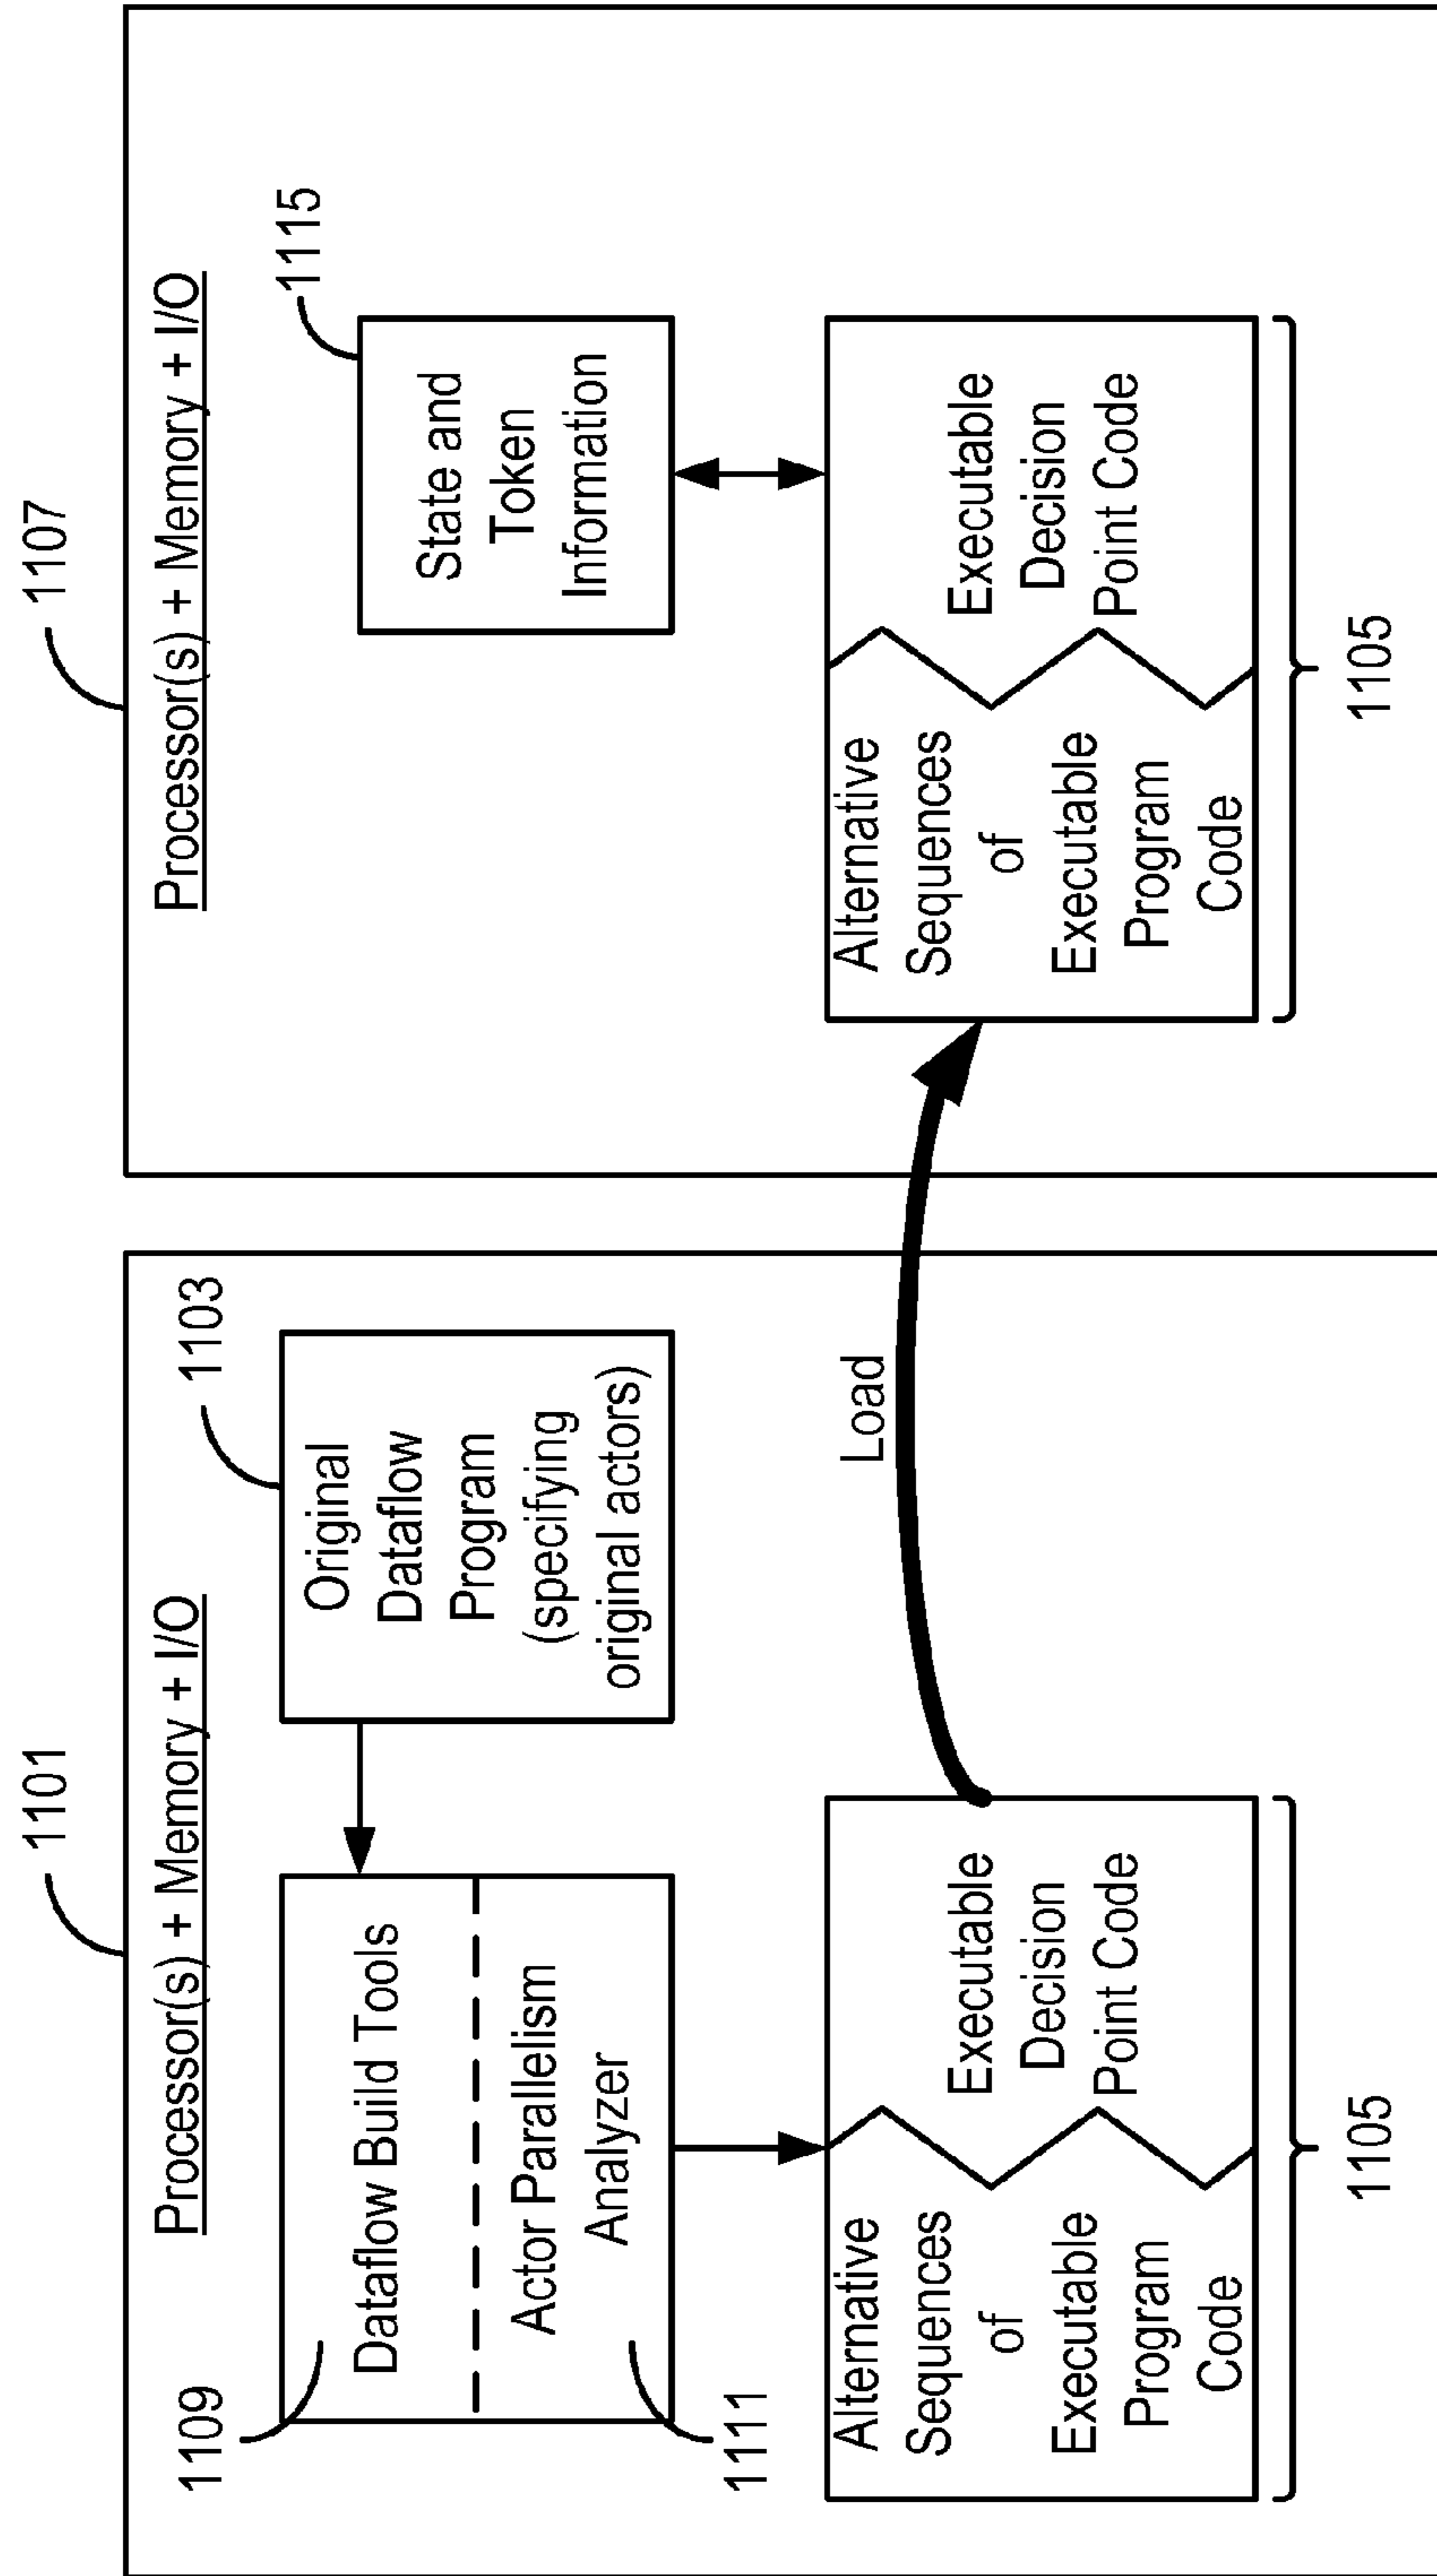 1101
Processor(s) + Memory + I/O
1109
Dataflow Build Tools
Actor Parallelism
Analyzer
1111
1103
Original
Dataflow
Program
(specifying
original actors)
Alternative
Sequences
of
Executable
Program
Code
Executable
Decision
Point Code
1105
Load
1107
Processor(s) + Memory + I/O
1115
State and
Token
Information
Alternative
Sequences
of
Executable
Program
Code
Executable
Decision
Point Code
1105